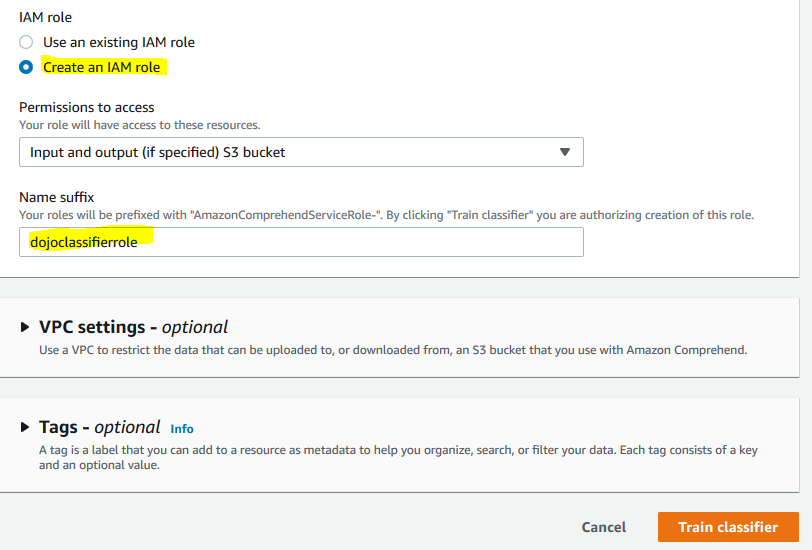 IAM role
Use an existing IAM role
Create an IAM role
Permissions to access
Your role will have access to these resources.
Input and output (if specified) S3 bucket
Name suffix
Your roles will be prefixed with "AmazonComprehendServiceRole-". By clicking "Train classifier" you are authorizing creation of this role.
dojoclassifierrole
VPC settings - optional
Use a VPC to restrict the data that can be uploaded to, or downloaded from, an S3 bucket that you use with Amazon Comprehend.
Tags - optional Info
A tag is a label that you can add to a resource as metadata to help you organize, search, or filter your data. Each tag consists of a key
and an optional value.
Cancel Train classifier